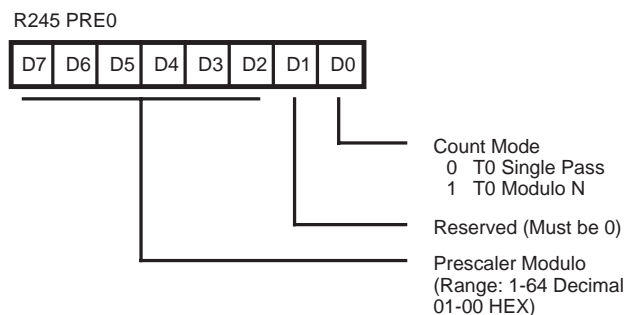 R245 PRE0
D7 D6 D5 D4 D3 D2 D1 D0
Count Mode
0 T0 Single Pass
1 T0 Modulo N
Reserved (Must be 0)
Prescaler Modulo
(Range: 1-64 Decimal
01-00 HEX)